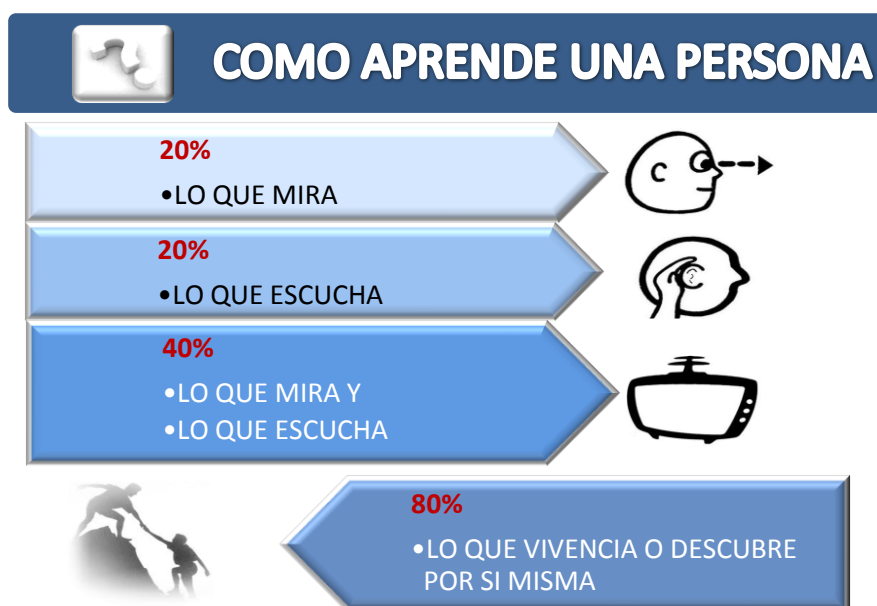 COMO APRENDE UNA PERSONA
20%
•LO QUE MIRA
20%
•LO QUE ESCUCHA
40%
•LO QUE MIRA Y
•LO QUE ESCUCHA
80%
•LO QUE VIVENCIA O DESCUBRE
POR SI MISMA